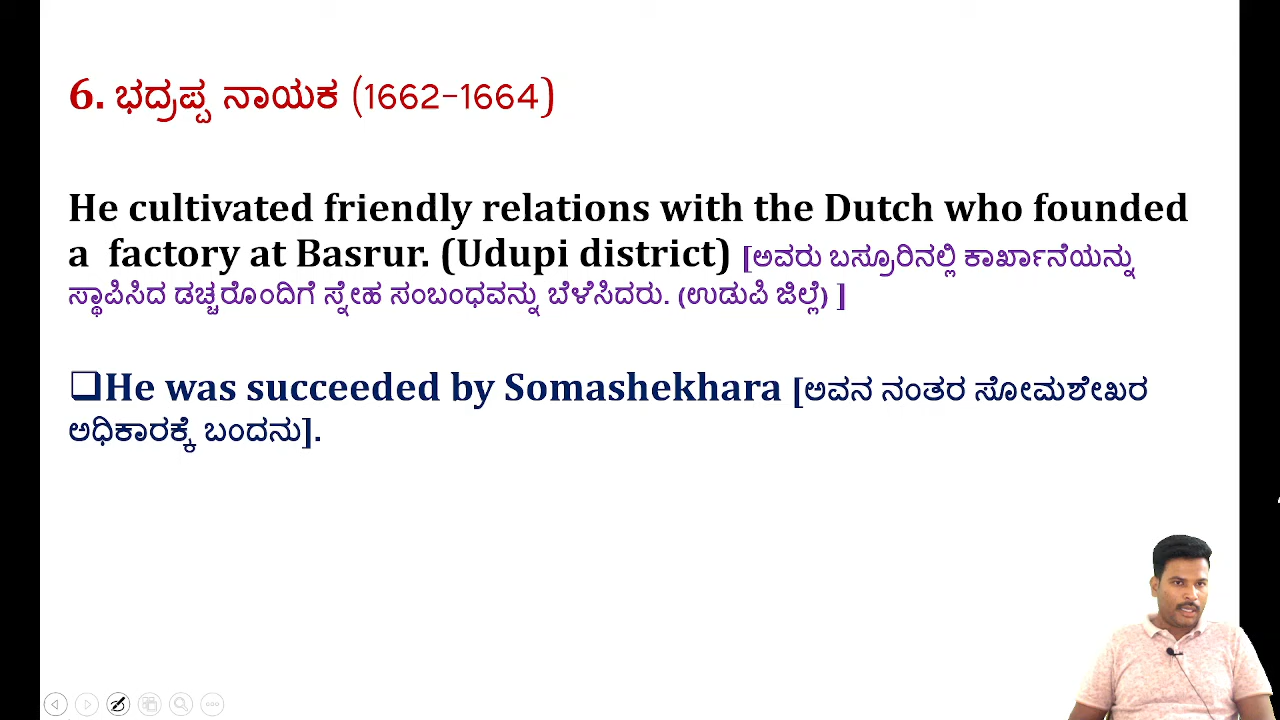 6. ಭದ್ರಪ್ಪ ನಾಯಕ (1662-1664)
He cultivated friendly relations with the Dutch who founded
a factory at Basrur. (Udupi district) [ಅವರು ಬಸ್ರೂರಿನಲ್ಲಿ ಕಾರ್ಖಾನೆಯನ್ನು
ಸ್ಥಾಪಿಸಿದ ಡಚ್ಚರೊಂದಿಗೆ ಸ್ನೇಹ ಸಂಬಂಧವನ್ನು ಬೆಳೆಸಿದರು. (ಉಡುಪಿ ಜಿಲ್ಲೆ) ]
❑He was succeeded by Somashekhara [ಅವನ ನಂತರ ಸೋಮಶೇಖರ
ಅಧಿಕಾರಕ್ಕೆ ಬಂದನು].